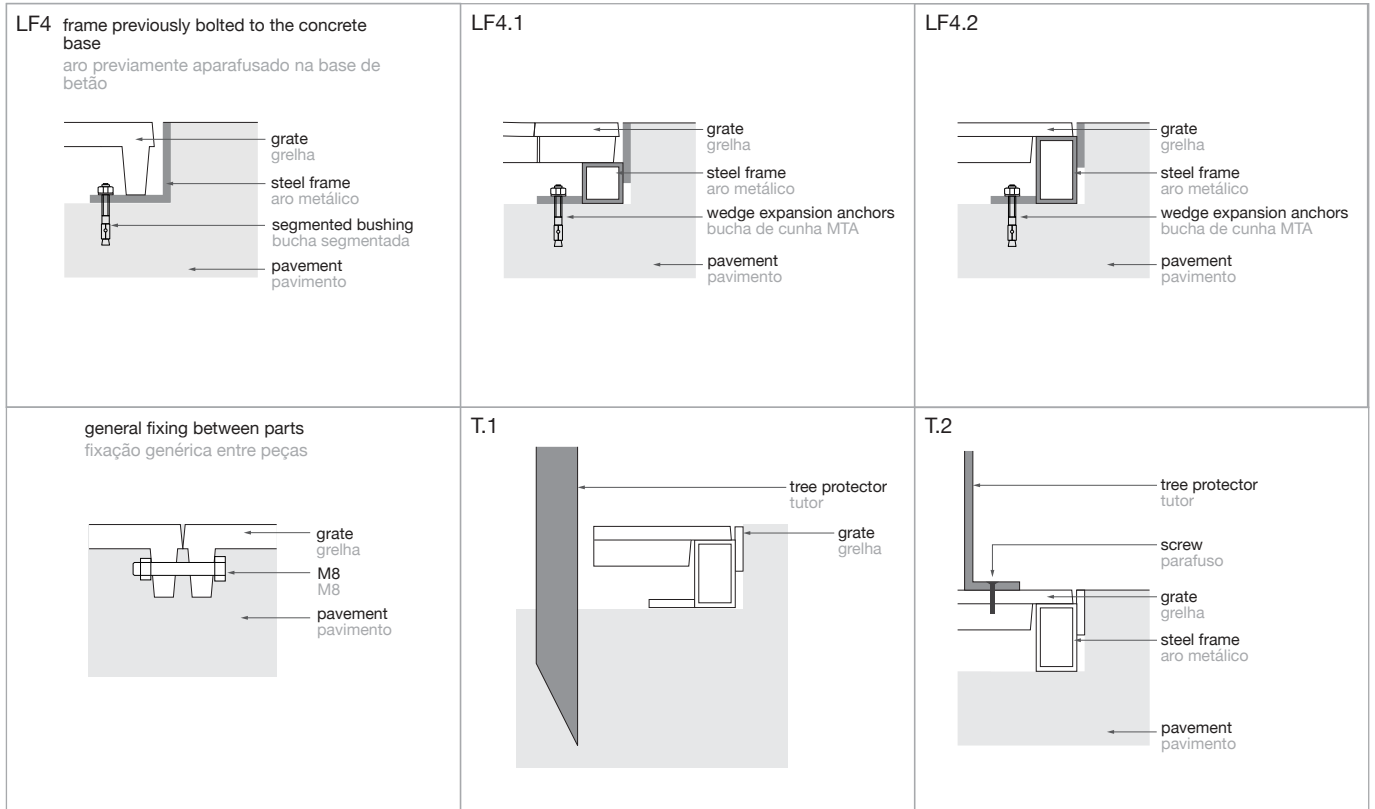 LF4 frame previously bolted to the concrete
base
aro previamente aparafusado na base de
betão
grate
grelha
steel frame
aro metálico
segmented bushing
bucha segmentada
pavement
pavimento
LF4.1
grate
grelha
steel frame
aro metálico
wedge expansion anchors
bucha de cunha MTA
pavement
pavimento
LF4.2
grate
grelha
steel frame
aro metálico
wedge expansion anchors
bucha de cunha MTA
pavement
pavimento
general fixing between parts
fixação genérica entre peças
grate
grelha
M8
M8
pavement
pavimento
T.1
tree protector
tutor
grate
grelha
T.2
tree protector
tutor
screw
parafuso
grate
grelha
steel frame
aro metálico
pavement
pavimento